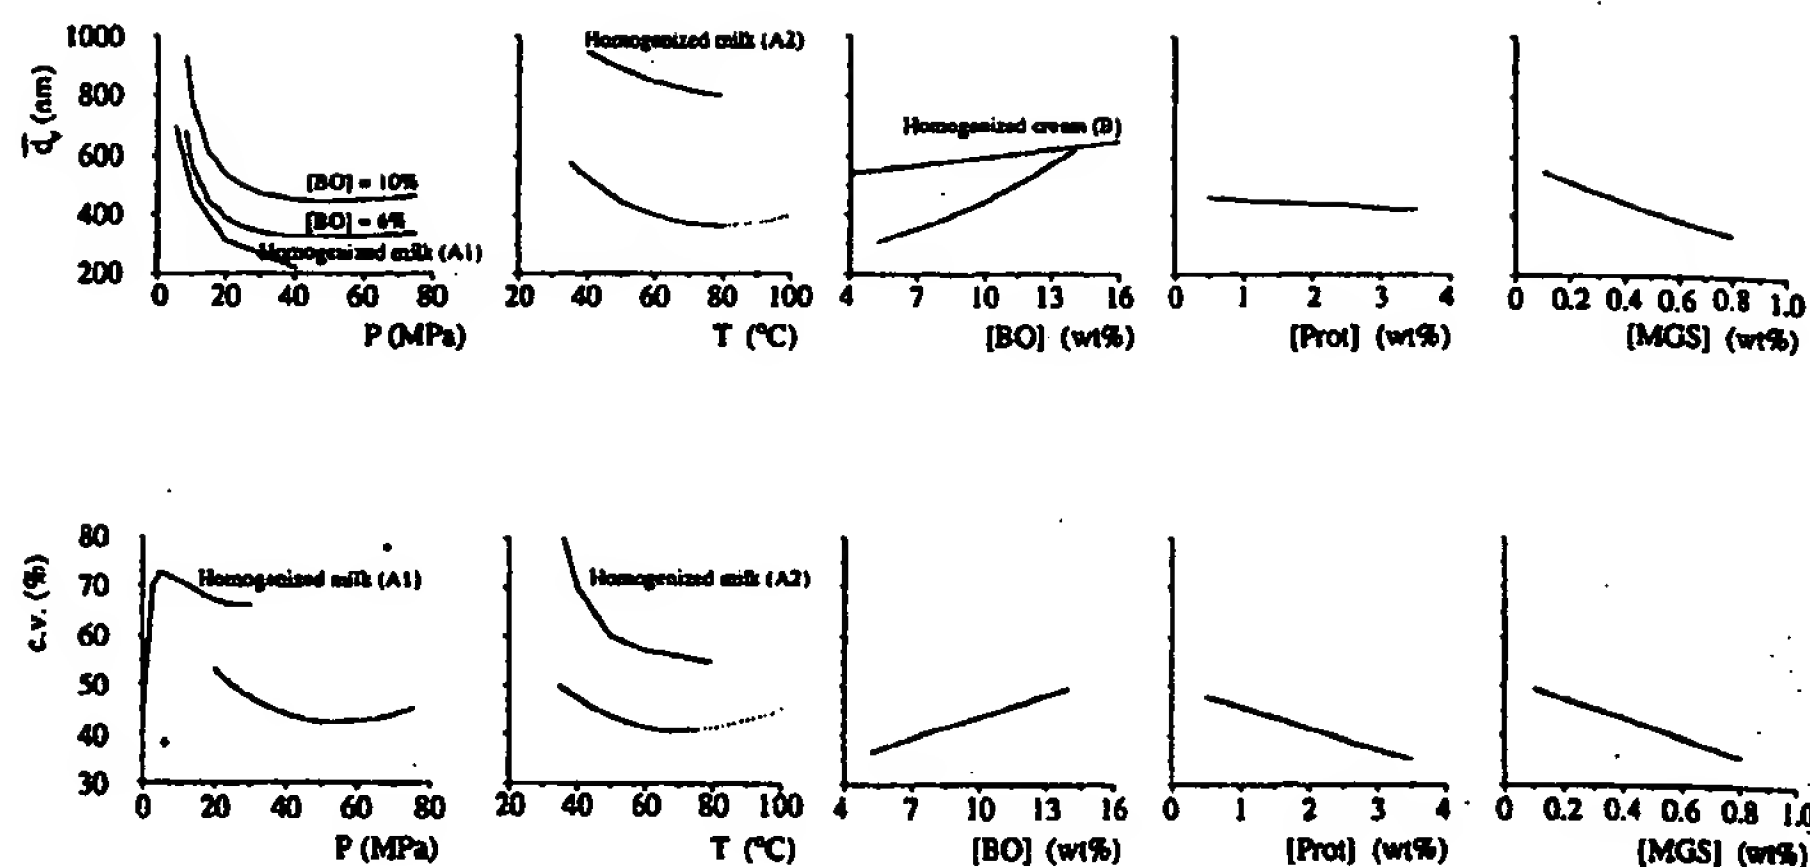 1000
800
600
400
200
d̄v (nm)
[BO] = 10%
[BO] = 6%
Homogenized milk (A1)
0 20 40 60 80
P (MPa)
Homogenized milk (A2)
20 40 60 80 100
T (°C)
Homogenized cream (B)
4 7 10 13 16
[BO] (wt%)
0 1 2 3 4
[Prot] (wt%)
0 0.2 0.4 0.6 0.8 1.0
[MGS] (wt%)
80
70
60
50
40
30
c.v. (%)
Homogenized milk (A1)
0 20 40 60 80
P (MPa)
Homogenized milk (A2)
20 40 60 80 100
T (°C)
4 7 10 13 16
[BO] (wt%)
0 1 2 3 4
[Prot] (wt%)
0 0.2 0.4 0.6 0.8 1.0
[MGS] (wt%)